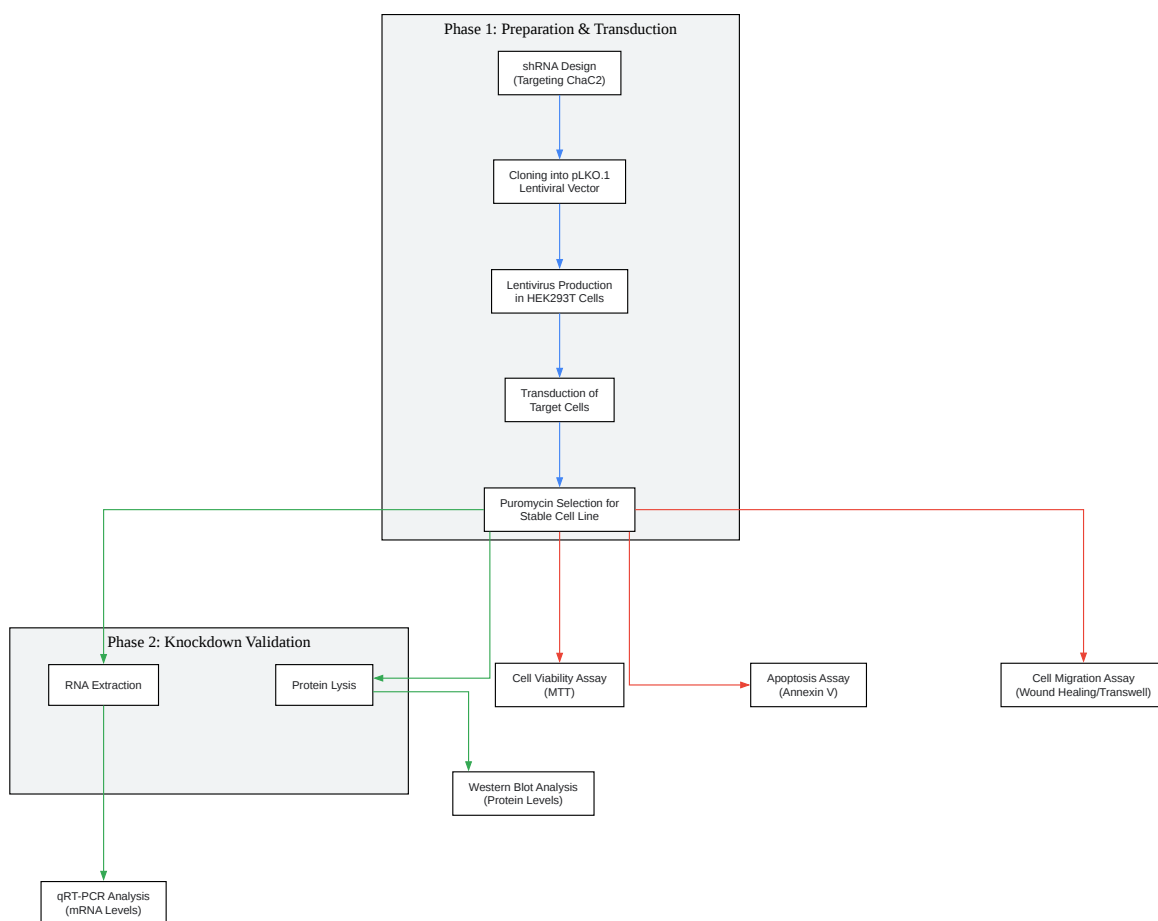 Phase 1: Preparation & Transduction
shRNA Design
(Targeting ChaC2)
Cloning into pLKO.1
Lentiviral Vector
Lentivirus Production
in HEK293T Cells
Transduction of
Target Cells
Puromycin Selection for
Stable Cell Line
Phase 2: Knockdown Validation
RNA Extraction
Protein Lysis
Cell Viability Assay
(MTT)
Apoptosis Assay
(Annexin V)
Cell Migration Assay
(Wound Healing/Transwell)
Western Blot Analysis
(Protein Levels)
qRT-PCR Analysis
(mRNA Levels)